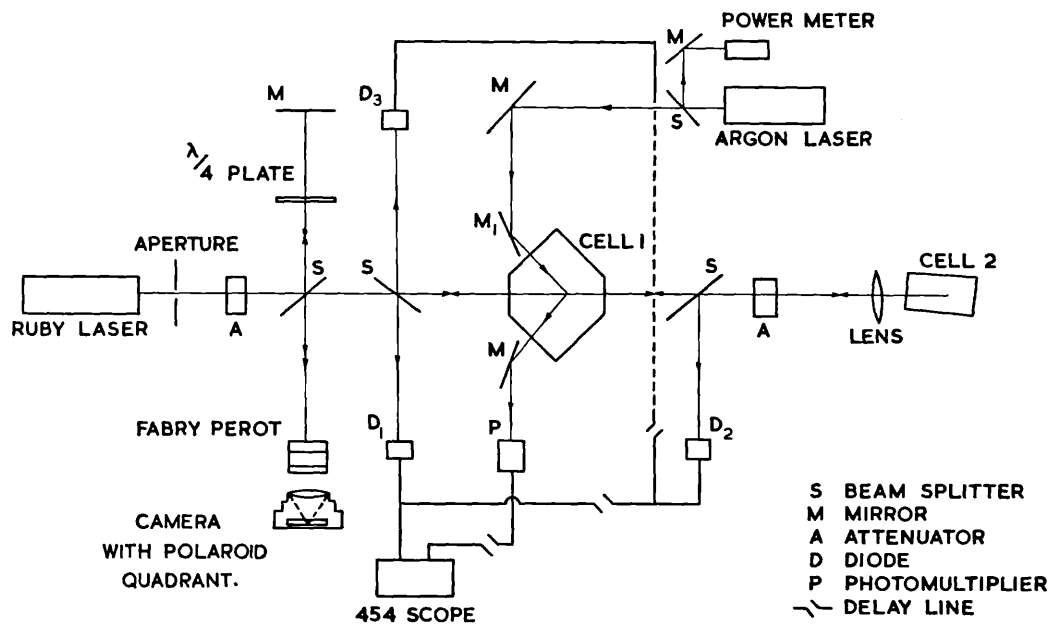 POWER METER
M
M
M
D3
S
ARGON LASER
λ/4 PLATE
M1
CELL 1
APERTURE
S
S
S
CELL 2
RUBY LASER
A
A
LENS
M
FABRY PEROT
D1
P
D2
CAMERA
WITH POLAROID
QUADRANT.
454 SCOPE
S BEAM SPLITTER
M MIRROR
A ATTENUATOR
D DIODE
P PHOTOMULTIPLIER
DELAY LINE